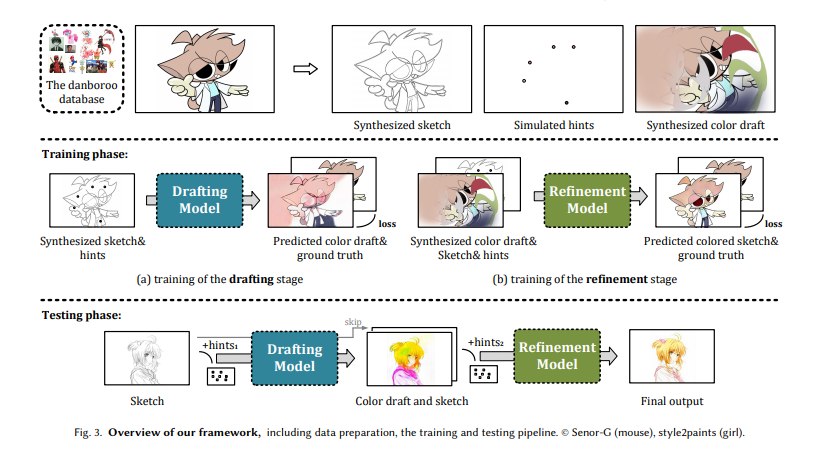 The danboroo
database
Synthesized sketch
Simulated hints
Synthesized color draft
Training phase:
Drafting
Model
loss
Refinement
Model
loss
Synthesized sketch&
hints
Predicted color draft&
ground truth
Synthesized color draft&
Sketch& hints
Predicted colored sketch&
ground truth
(a) training of the drafting stage
(b) training of the refinement stage
Testing phase:
+hints₁
Drafting
Model
skip
+hints₂
Refinement
Model
Sketch
Color draft and sketch
Final output
Fig. 3. Overview of our framework, including data preparation, the training and testing pipeline. © Senor-G (mouse), style2paints (girl).